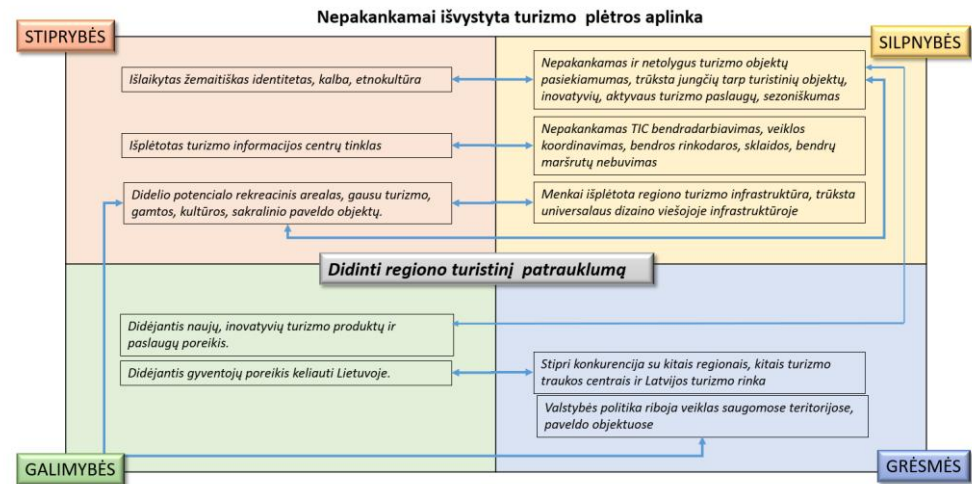 Nepakankamai išvystyta turizmo plėtros aplinka
STIPRYBĖS
SILPNYBĖS
Išlaikytas žemaitiškas identitetas, kalba, etnokultūra
Nepakankamas ir netolygus turizmo objektų
pasiekiamumas, trūksta jungčių tarp turistinių objektų,
inovatyvių, aktyvaus turizmo paslaugų, sezoniškumas
Išplėtotas turizmo informacijos centrų tinklas
Nepakankamas TIC bendradarbiavimas, veiklos
koordinavimas, bendros rinkodaros, sklaidos, bendrų
maršrutų nebuvimas
Didelio potencialo rekreacinis arealas, gausu turizmo,
gamtos, kultūros, sakralinio paveldo objektų.
Menkai išplėtota regiono turizmo infrastruktūra, trūksta
universalaus dizaino viešojoje infrastruktūroje
Didinti regiono turistinį patrauklumą
Didėjantis naujų, inovatyvių turizmo produktų ir
paslaugų poreikis.
Didėjantis gyventojų poreikis keliauti Lietuvoje.
Stipri konkurencija su kitais regionais, kitais turizmo
traukos centrais ir Latvijos turizmo rinka
Valstybės politika riboja veiklas saugomose teritorijose,
paveldo objektuose
GALIMYBĖS
GRĖSMĖS